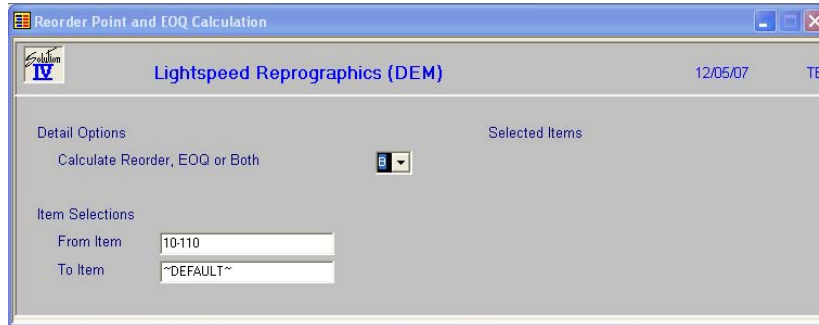 Reorder Point and EOQ Calculation
Solution IV
Lightspeed Reprographics (DEM)
12/05/07
TE
Detail Options
Selected Items
Calculate Reorder, EOQ or Both
B
Item Selections
From Item
10-110
To Item
~DEFAULT~